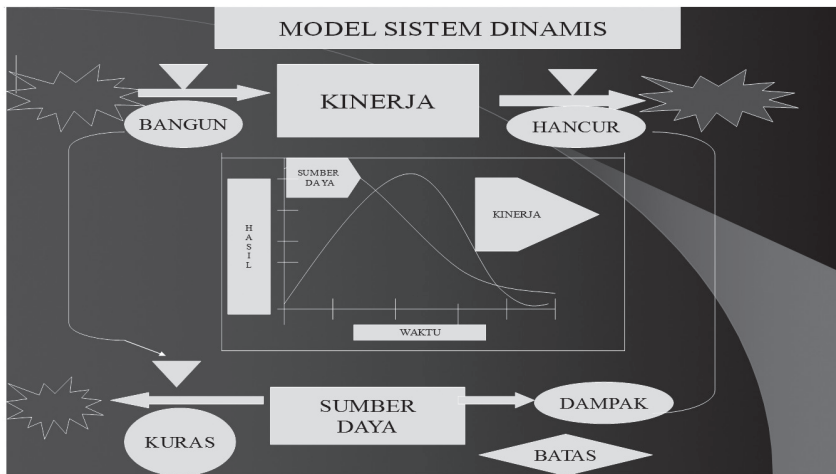 MODEL SISTEM DINAMIS
KINERJA
BANGUN
HANCUR
SUMBER
DAYA
KINERJA
H
A
S
I
L
WAKTU
SUMBER
DAYA
DAMPAK
KURAS
BATAS